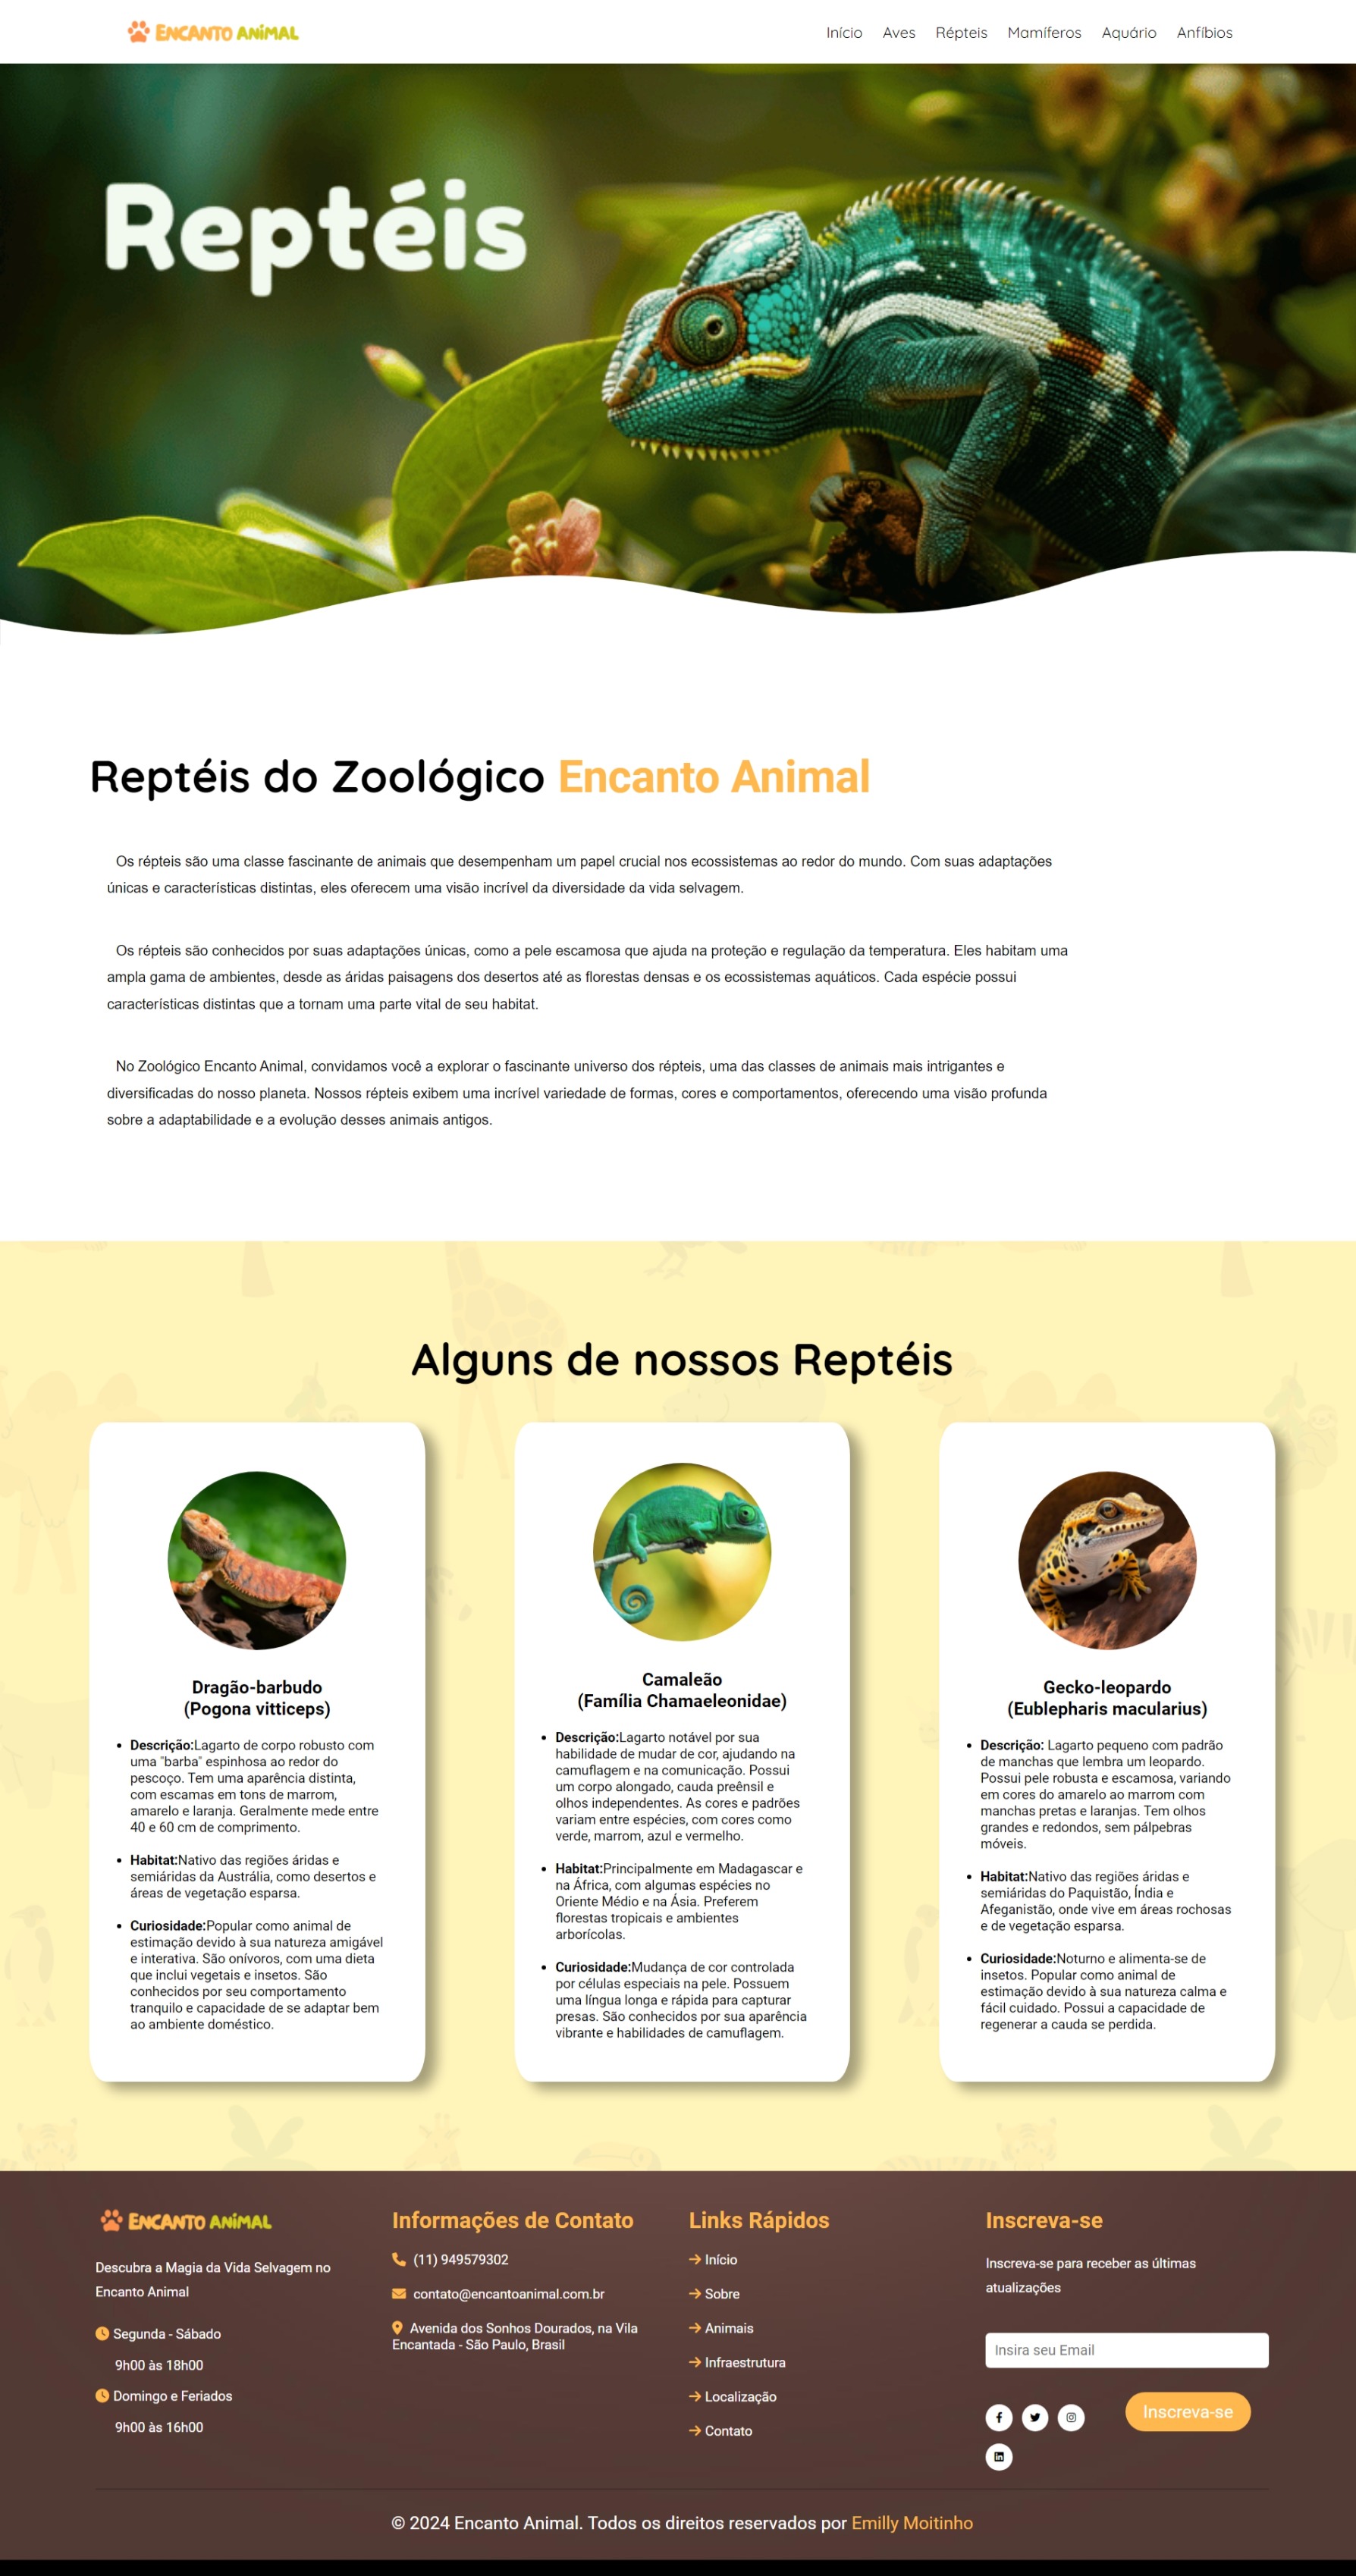 ENCANTO ANIMAL
Início Aves Répteis Mamíferos Aquário Anfíbios
Reptéis
Reptéis do Zoológico Encanto Animal
Os répteis são uma classe fascinante de animais que desempenham um papel crucial nos ecossistemas ao redor do mundo. Com suas adaptações
únicas e características distintas, eles oferecem uma visão incrível da diversidade da vida selvagem.
Os répteis são conhecidos por suas adaptações únicas, como a pele escamosa que ajuda na proteção e regulação da temperatura. Eles habitam uma
ampla gama de ambientes, desde as áridas paisagens dos desertos até as florestas densas e os ecossistemas aquáticos. Cada espécie possui
características distintas que a tornam uma parte vital de seu habitat.
No Zoológico Encanto Animal, convidamos você a explorar o fascinante universo dos répteis, uma das classes de animais mais intrigantes e
diversificadas do nosso planeta. Nossos répteis exibem uma incrível variedade de formas, cores e comportamentos, oferecendo uma visão profunda
sobre a adaptabilidade e a evolução desses animais antigos.
Alguns de nossos Reptéis
Dragão-barbudo
(Pogona vitticeps)
• Descrição:Lagarto de corpo robusto com
uma "barba" espinhosa ao redor do
pescoço. Tem uma aparência distinta,
com escamas em tons de marrom,
amarelo e laranja. Geralmente mede entre
40 e 60 cm de comprimento.
• Habitat:Nativo das regiões áridas e
semiáridas da Austrália, como desertos e
áreas de vegetação esparsa.
• Curiosidade:Popular como animal de
estimação devido à sua natureza amigável
e interativa. São onívoros, com uma dieta
que inclui vegetais e insetos. São
conhecidos por seu comportamento
tranquilo e capacidade de se adaptar bem
ao ambiente doméstico.
Camaleão
(Família Chamaeleonidae)
• Descrição:Lagarto notável por sua
habilidade de mudar de cor, ajudando na
camuflagem e na comunicação. Possui
um corpo alongado, cauda preênsil e
olhos independentes. As cores e padrões
variam entre espécies, com cores como
verde, marrom, azul e vermelho.
• Habitat:Principalmente em Madagascar e
na África, com algumas espécies no
Oriente Médio e na Ásia. Preferem
florestas tropicais e ambientes
arborícolas.
• Curiosidade:Mudança de cor controlada
por células especiais na pele. Possuem
uma língua longa e rápida para capturar
presas. São conhecidos por sua aparência
vibrante e habilidades de camuflagem.
Gecko-leopardo
(Eublepharis macularius)
• Descrição: Lagarto pequeno com padrão
de manchas que lembra um leopardo.
Possui pele robusta e escamosa, variando
em cores do amarelo ao marrom com
manchas pretas e laranjas. Tem olhos
grandes e redondos, sem pálpebras
móveis.
• Habitat:Nativo das regiões áridas e
semiáridas do Paquistão, Índia e
Afeganistão, onde vive em áreas rochosas
e de vegetação esparsa.
• Curiosidade:Noturno e alimenta-se de
insetos. Popular como animal de
estimação devido à sua natureza calma e
fácil cuidado. Possui a capacidade de
regenerar a cauda se perdida.
ENCANTO ANIMAL
Descubra a Magia da Vida Selvagem no
Encanto Animal
Segunda - Sábado
9h00 às 18h00
Domingo e Feriados
9h00 às 16h00
Informações de Contato
(11) 949579302
contato@encantoanimal.com.br
Avenida dos Sonhos Dourados, na Vila
Encantada - São Paulo, Brasil
Links Rápidos
Início
Sobre
Animais
Infraestrutura
Localização
Contato
Inscreva-se
Inscreva-se para receber as últimas
atualizações
Insira seu Email
Inscreva-se
© 2024 Encanto Animal. Todos os direitos reservados por Emilly Moitinho